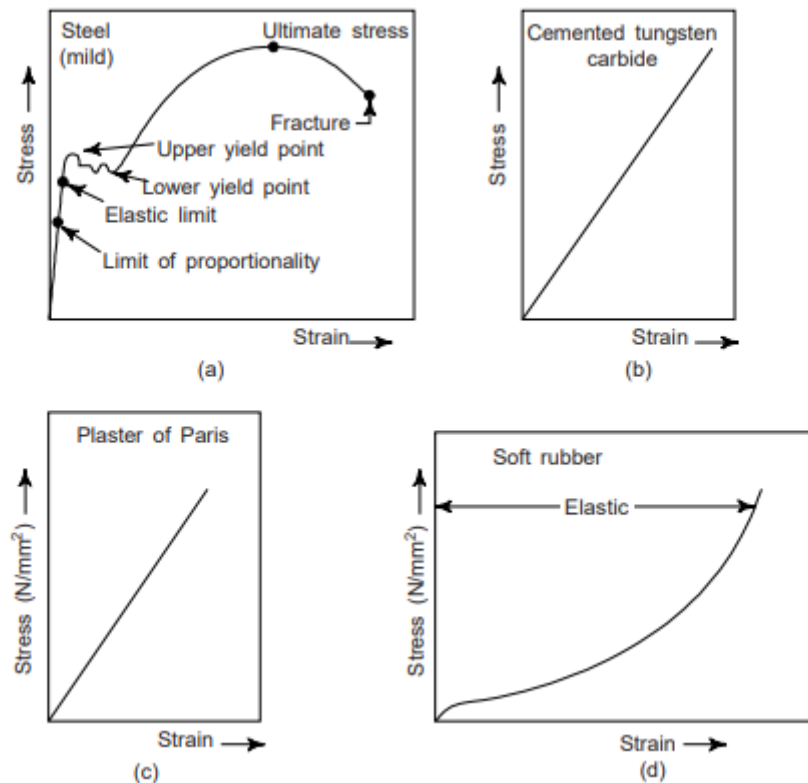 Steel
(mild)
Ultimate stress
Fracture
Upper yield point
Lower yield point
Elastic limit
Limit of proportionality
Stress
Strain
(a)
Cemented tungsten
carbide
Stress
Strain
(b)
Plaster of Paris
Stress (N/mm²)
Strain
(c)
Soft rubber
Elastic
Stress (N/mm²)
Strain
(d)